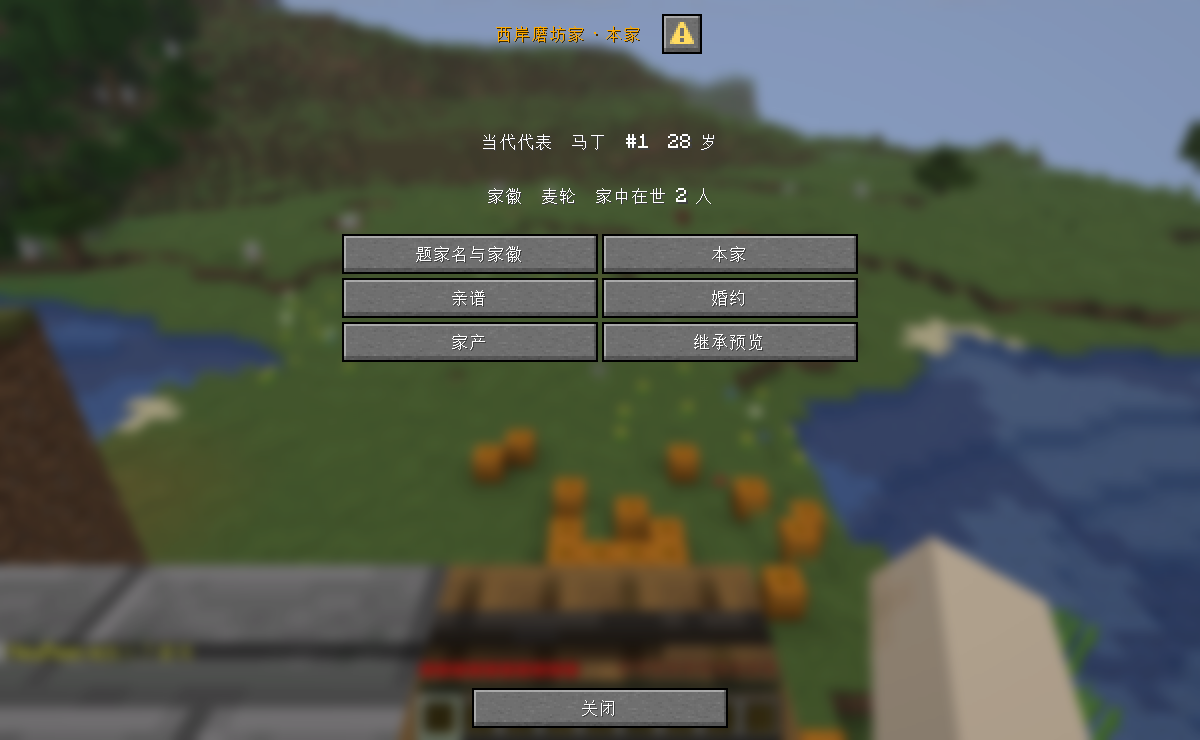 西岸磨坊家 · 本家
当代代表 马丁 #1 28 岁
家徽 麦轮 家中在世 2 人
题家名与家徽
本家
亲谱
婚约
家产
继承预览
关闭